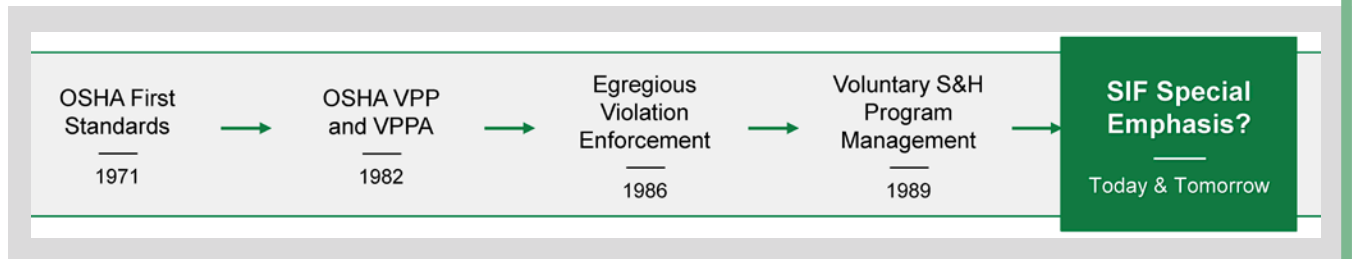 OSHA First
Standards
1971
OSHA VPP
and VPPA
1982
Egregious
Violation
Enforcement
1986
Voluntary S&H
Program
Management
1989
SIF Special
Emphasis?
Today & Tomorrow